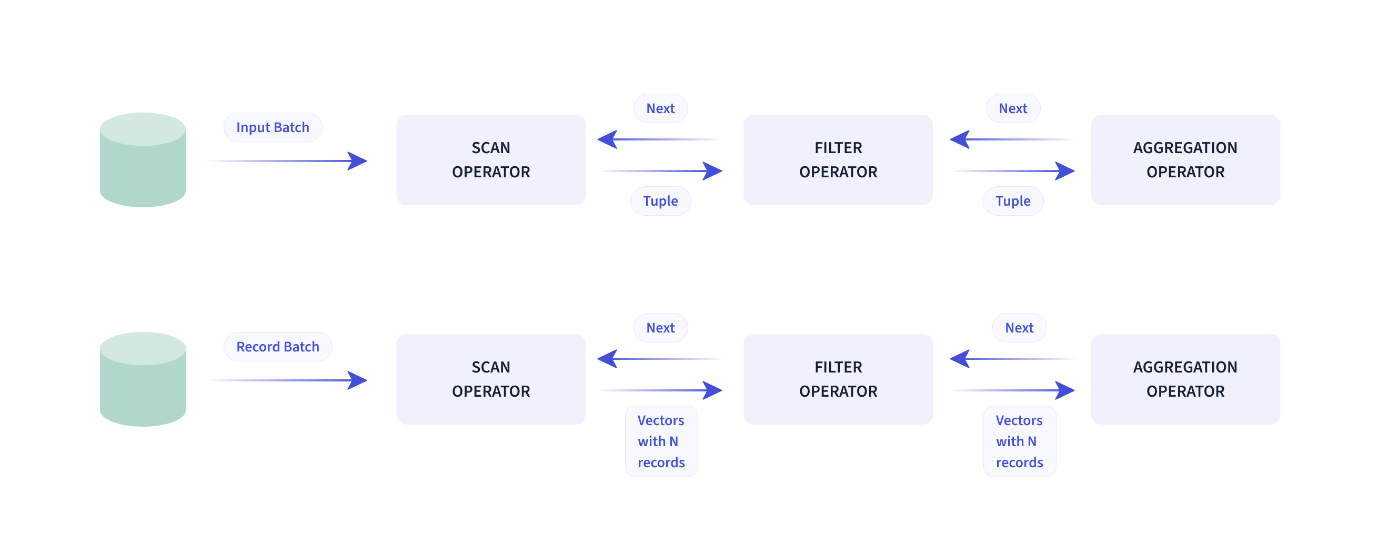 Next
Next
Input Batch
SCAN
OPERATOR
FILTER
OPERATOR
AGGREGATION
OPERATOR
Tuple
Tuple
Next
Next
Record Batch
SCAN
OPERATOR
FILTER
OPERATOR
AGGREGATION
OPERATOR
Vectors
with N
records
Vectors
with N
records